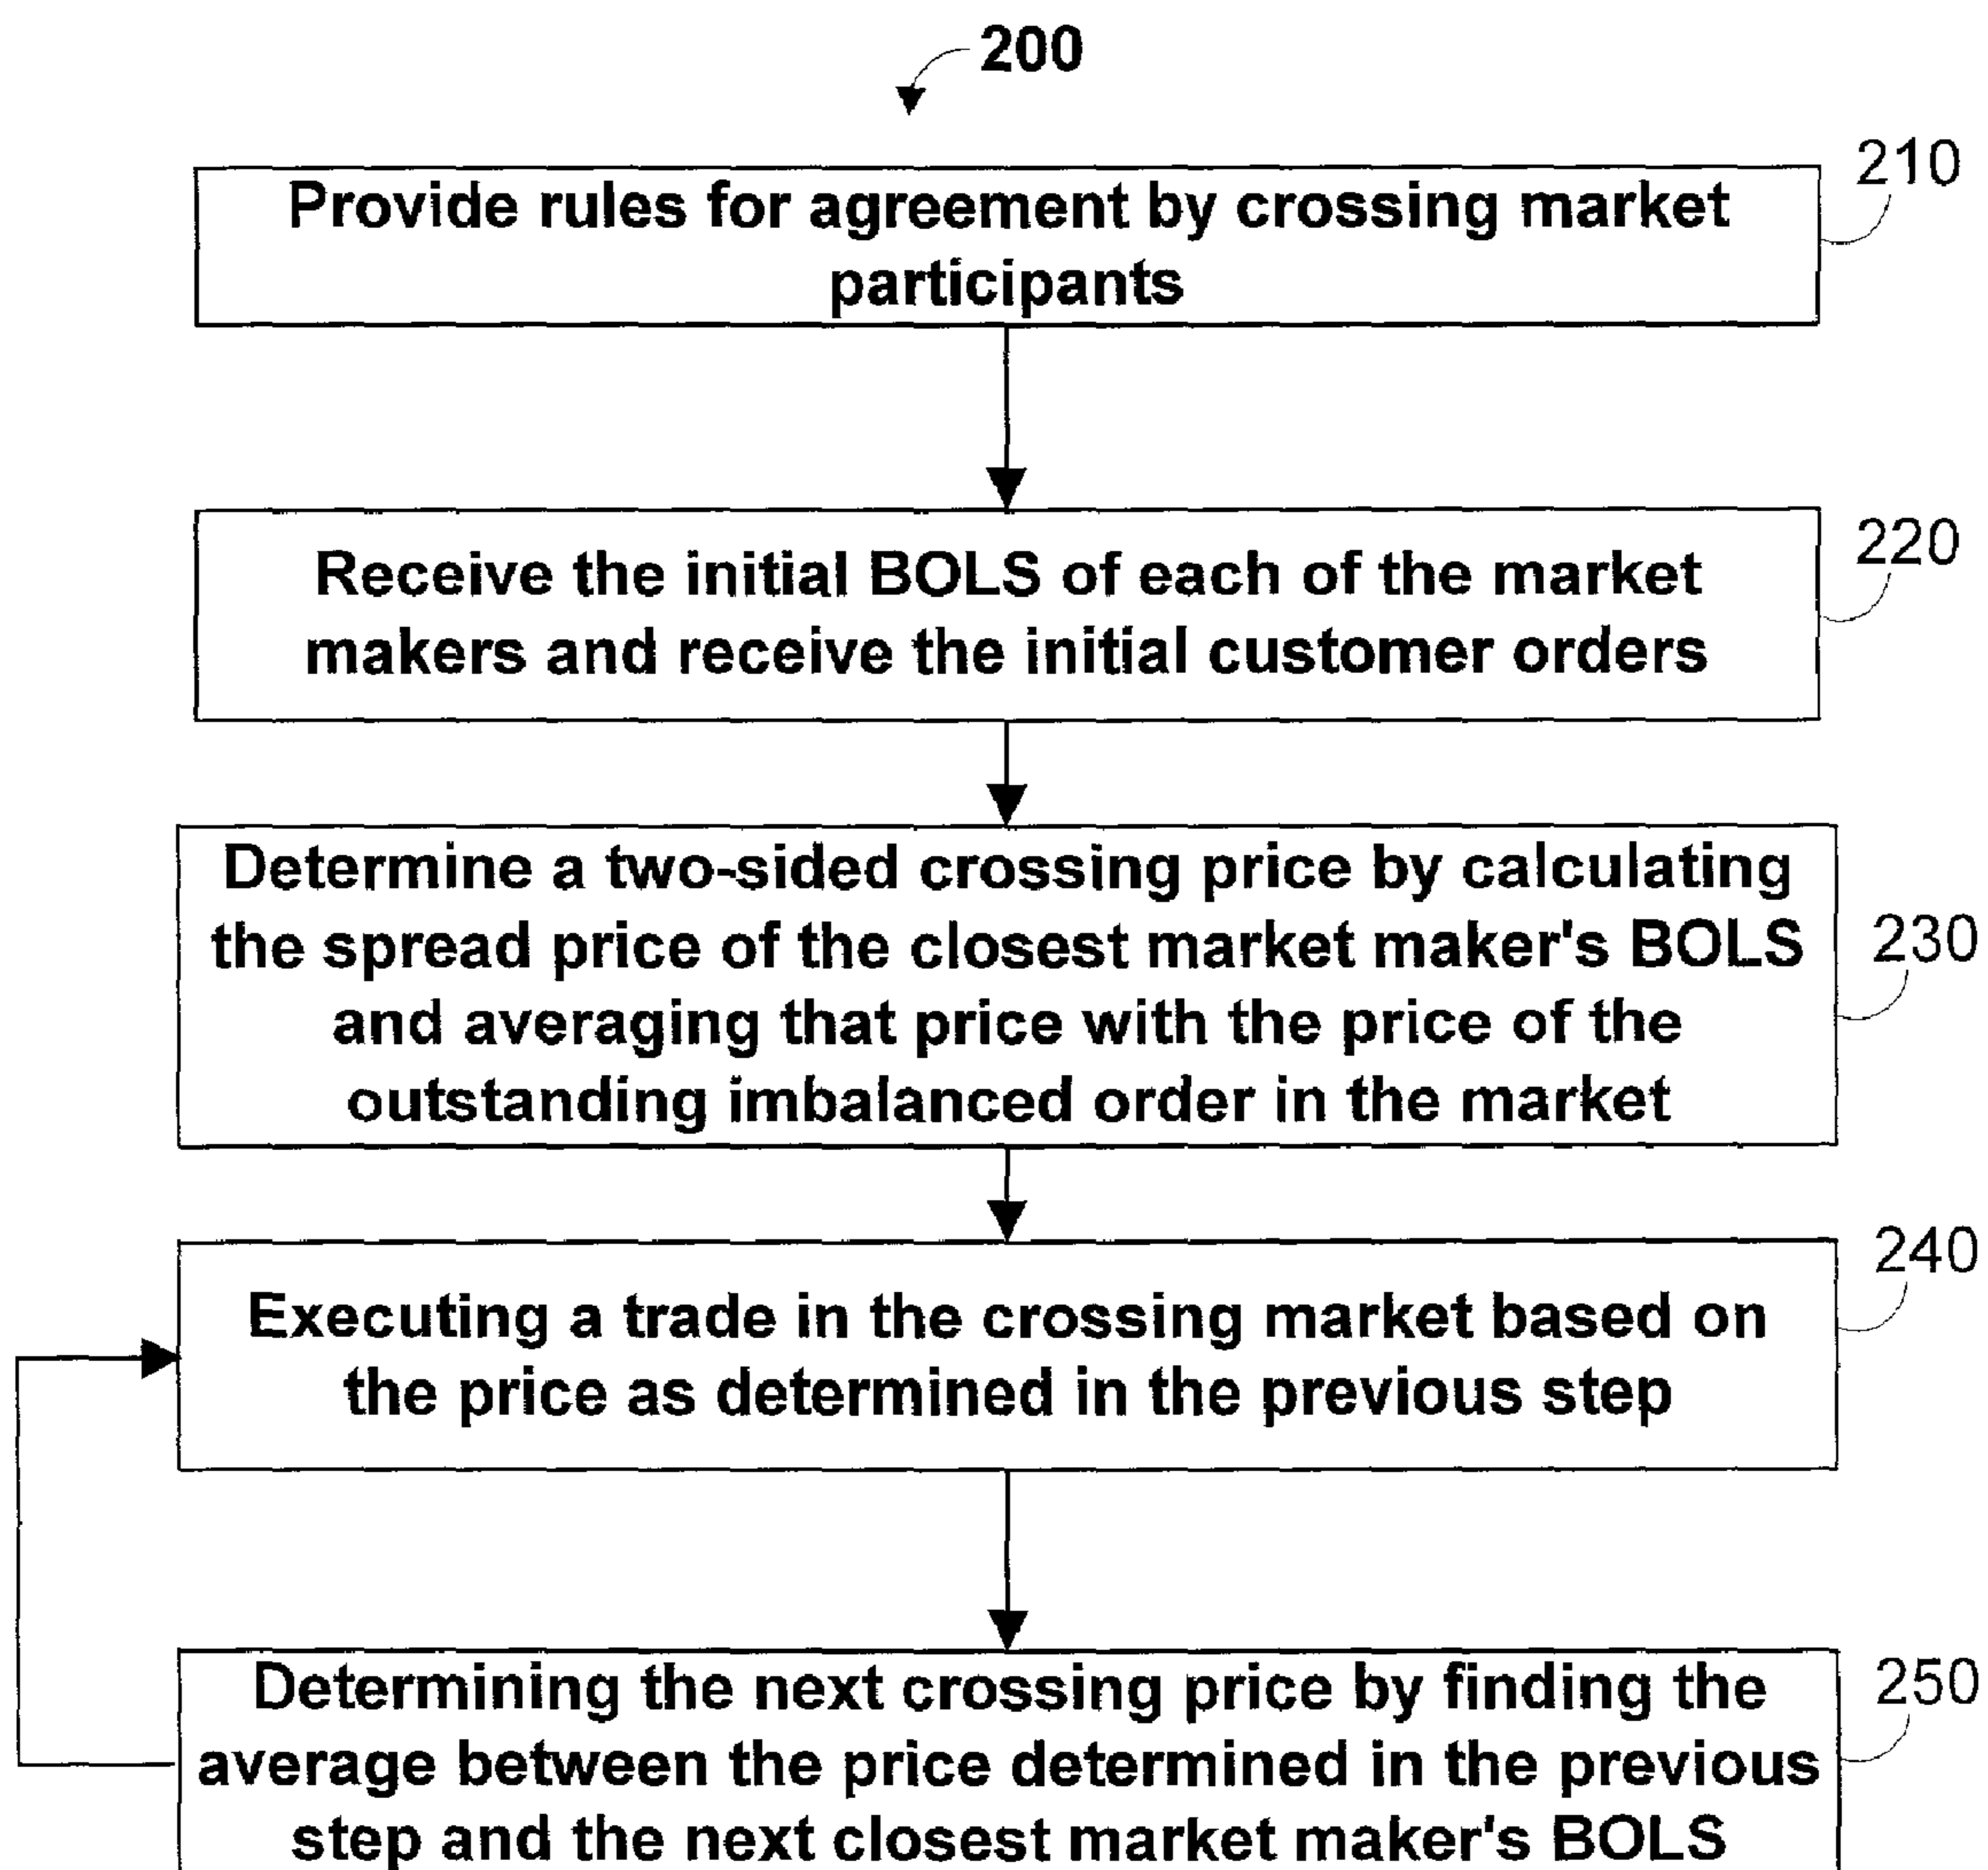 200
210
Provide rules for agreement by crossing market
participants
220
Receive the initial BOLS of each of the market
makers and receive the initial customer orders
Determine a two-sided crossing price by calculating
the spread price of the closest market maker's BOLS
230
and averaging that price with the price of the
outstanding imbalanced order in the market
240
Executing a trade in the crossing market based on
the price as determined in the previous step
250
Determining the next crossing price by finding the
average between the price determined in the previous
step and the next closest market maker's BOLS